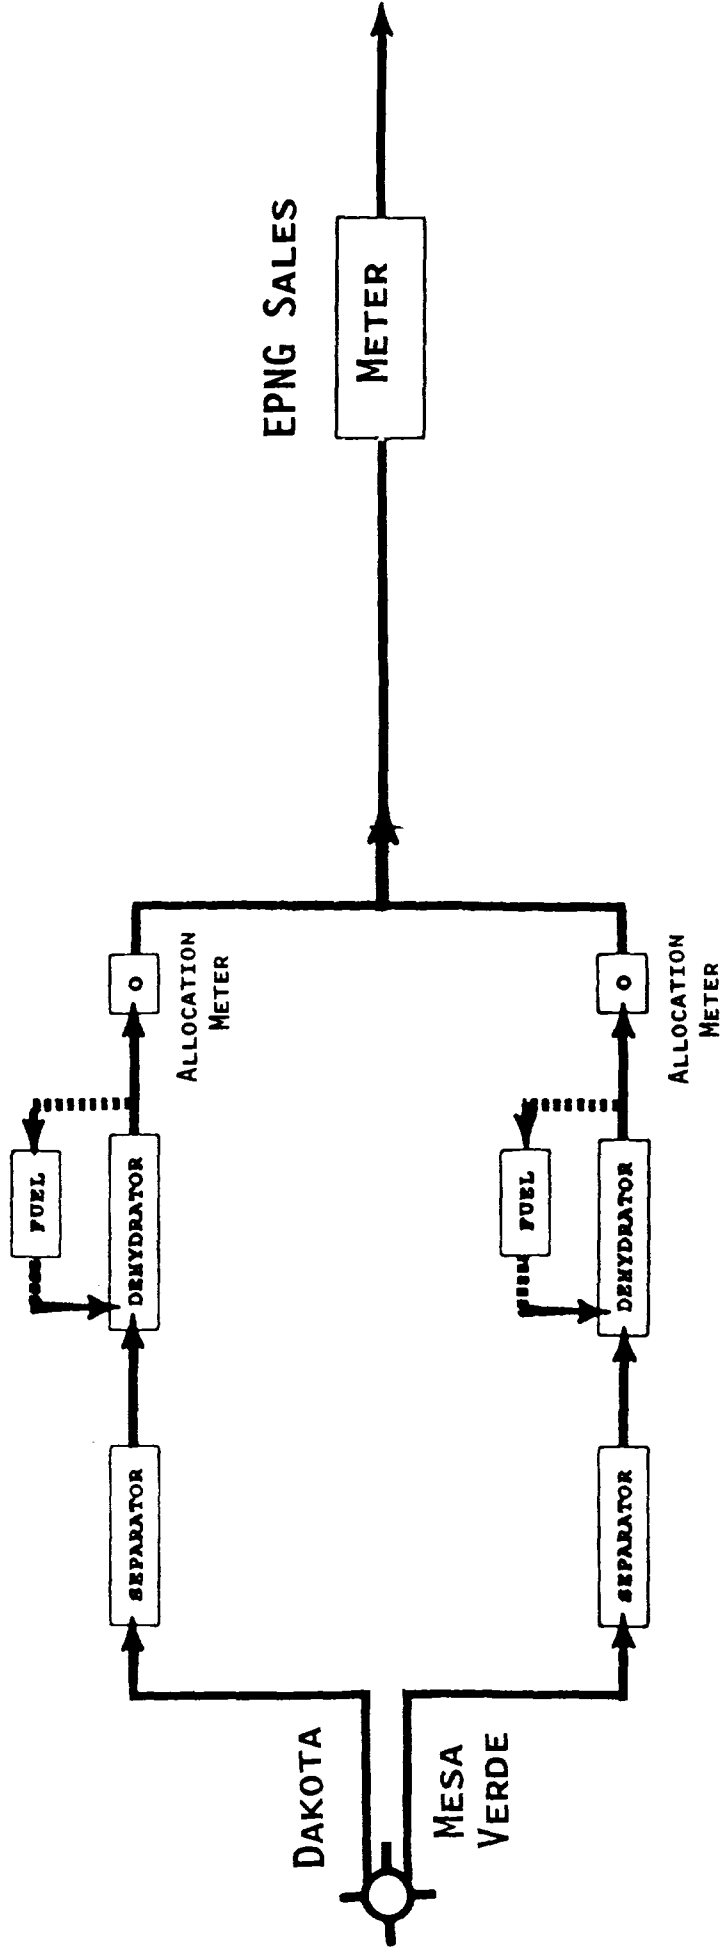 DAKOTA
MESA
VERDE
SEPARATOR
DEHYDRATOR
FUEL
ALLOCATION
METER
SEPARATOR
DEHYDRATOR
FUEL
ALLOCATION
METER
EPNG SALES
METER